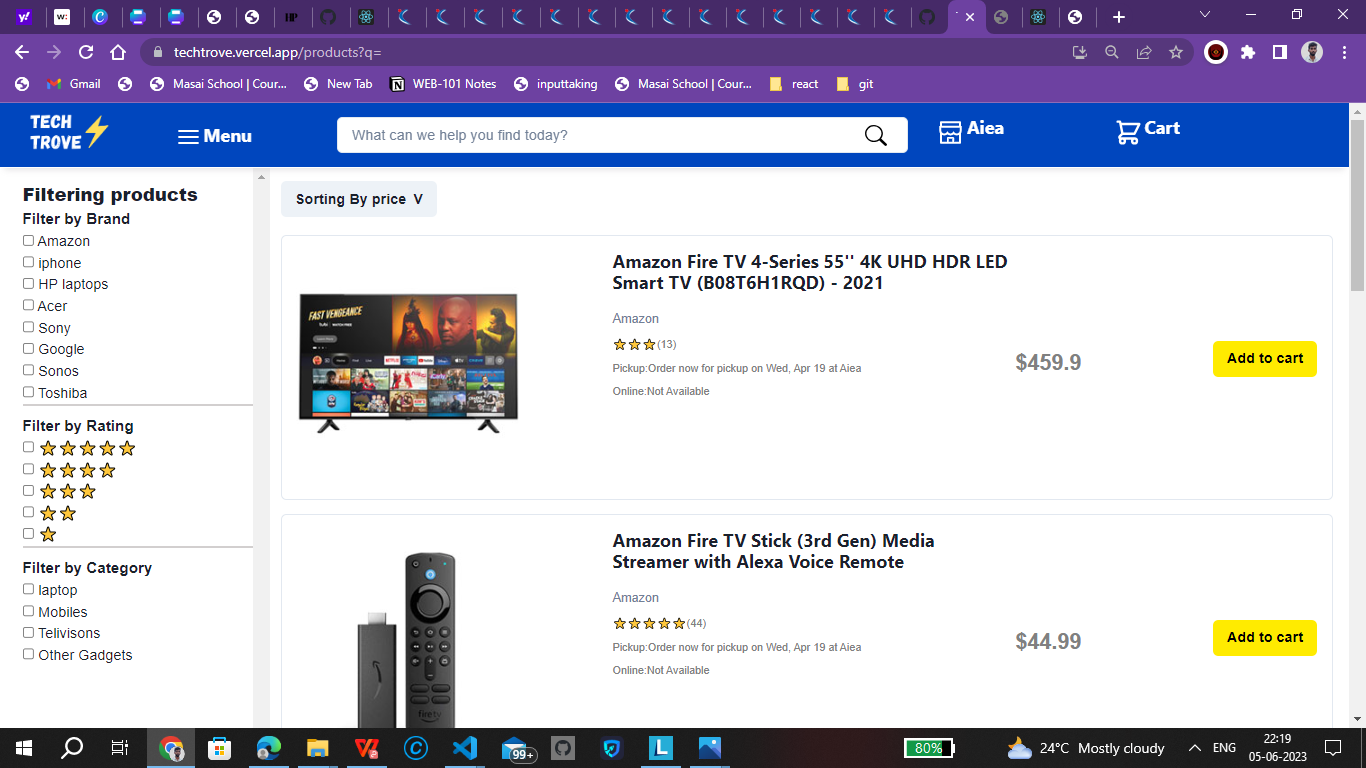 techtrove.vercel.app/products?q=
Gmail
Masai School | Cour...
New Tab
WEB-101 Notes
inputtaking
Masai School | Cour...
react
git
TECH
TROVE
Menu
What can we help you find today?
Aiea
Cart
Filtering products
Filter by Brand
Amazon
iphone
HP laptops
Acer
Sony
Google
Sonos
Toshiba
Filter by Rating
Filter by Category
laptop
Mobiles
Telivisons
Other Gadgets
Sorting By price V
Amazon Fire TV 4-Series 55'' 4K UHD HDR LED
Smart TV (B08T6H1RQD) - 2021
Amazon
(13)
Pickup:Order now for pickup on Wed, Apr 19 at Aiea
Online:Not Available
$459.9
Add to cart
FAST VENGEANCE
Amazon Fire TV Stick (3rd Gen) Media
Streamer with Alexa Voice Remote
Amazon
(44)
Pickup:Order now for pickup on Wed, Apr 19 at Aiea
Online:Not Available
$44.99
Add to cart
fire tv
99+
80%
24°C Mostly cloudy
ENG
22:19
05-06-2023